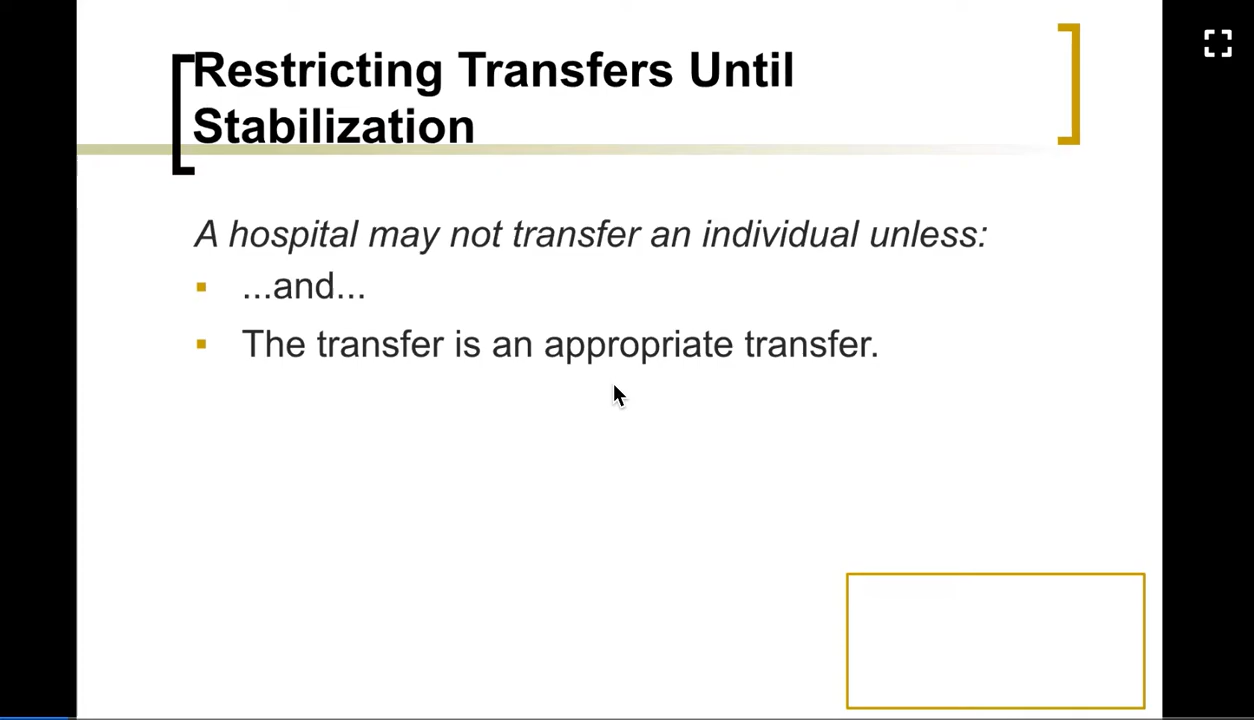 Restricting Transfers Until
Stabilization
A hospital may not transfer an individual unless:
...and...
The transfer is an appropriate transfer.